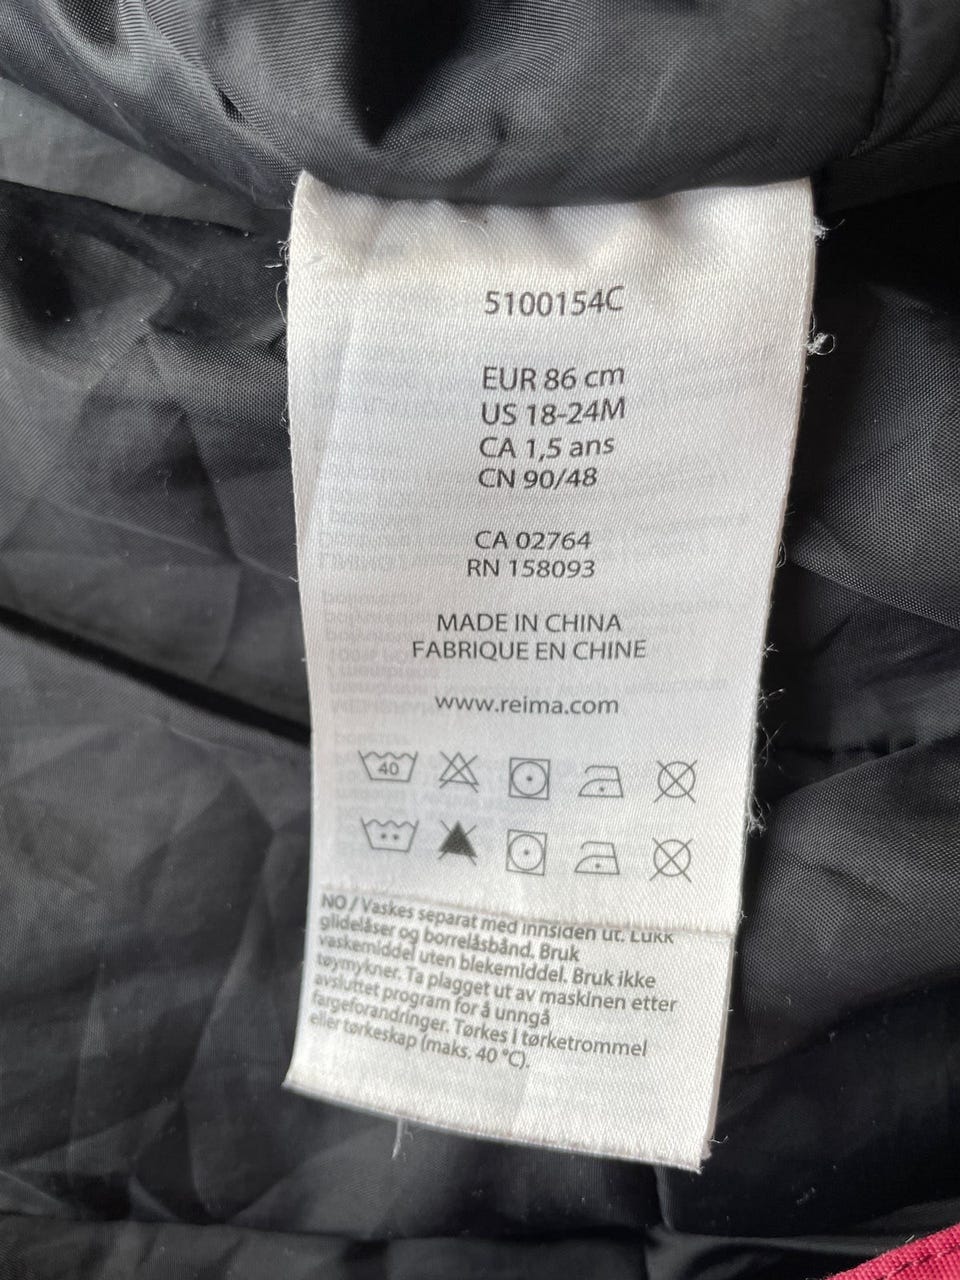 5100154C
EUR 86 cm
US 18-24M
CA 1,5 ans
CN 90/48
CA 02764
RN 158093
MADE IN CHINA
FABRIQUE EN CHINE
www.reima.com
40
NO / Vaskes separat med innsiden ut. Lukk
glidelåser og borrelåsbånd. Bruk
vaskemiddel uten blekemiddel. Bruk ikke
tøymykner. Ta plagget ut av maskinen etter
avsluttet program for å unngå
fargeforandringer. Tørkes i tørketrommel
eller tørkeskap (maks. 40 °C).